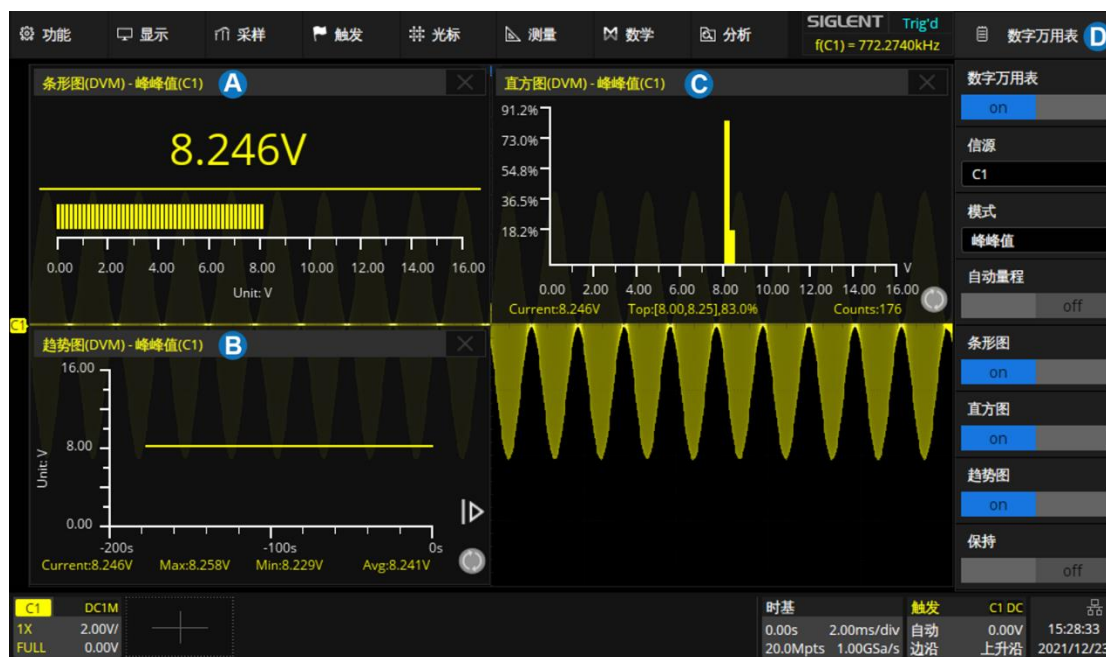 功能 显示 采样 触发 光标 测量 数学 分析
SIGLENT Trig'd
f(C1) = 772.2740kHz
数字万用表 D
条形图(DVM) - 峰峰值(C1) A
8.246V
0.00 2.00 4.00 6.00 8.00 10.00 12.00 14.00 16.00
Unit: V
直方图(DVM) - 峰峰值(C1) C
91.2%
73.0%
54.8%
36.5%
18.2%
V
0.00 2.00 4.00 6.00 8.00 10.00 12.00 14.00 16.00
Current:8.246V Top:[8.00,8.25],83.0% Counts:176
C1
趋势图(DVM) - 峰峰值(C1) B
16.00
8.00
0.00
Unit: V
-200s -100s 0s
Current:8.246V Max:8.258V Min:8.229V Avg:8.241V
数字万用表
on
信源
C1
模式
峰峰值
自动量程
off
条形图
on
直方图
on
趋势图
on
保持
off
C1 DC1M
1X 2.00V/
FULL 0.00V
时基
0.00s 2.00ms/div
20.0Mpts 1.00GSa/s
触发 C1 DC
自动 0.00V
边沿 上升沿
15:28:33
2021/12/23